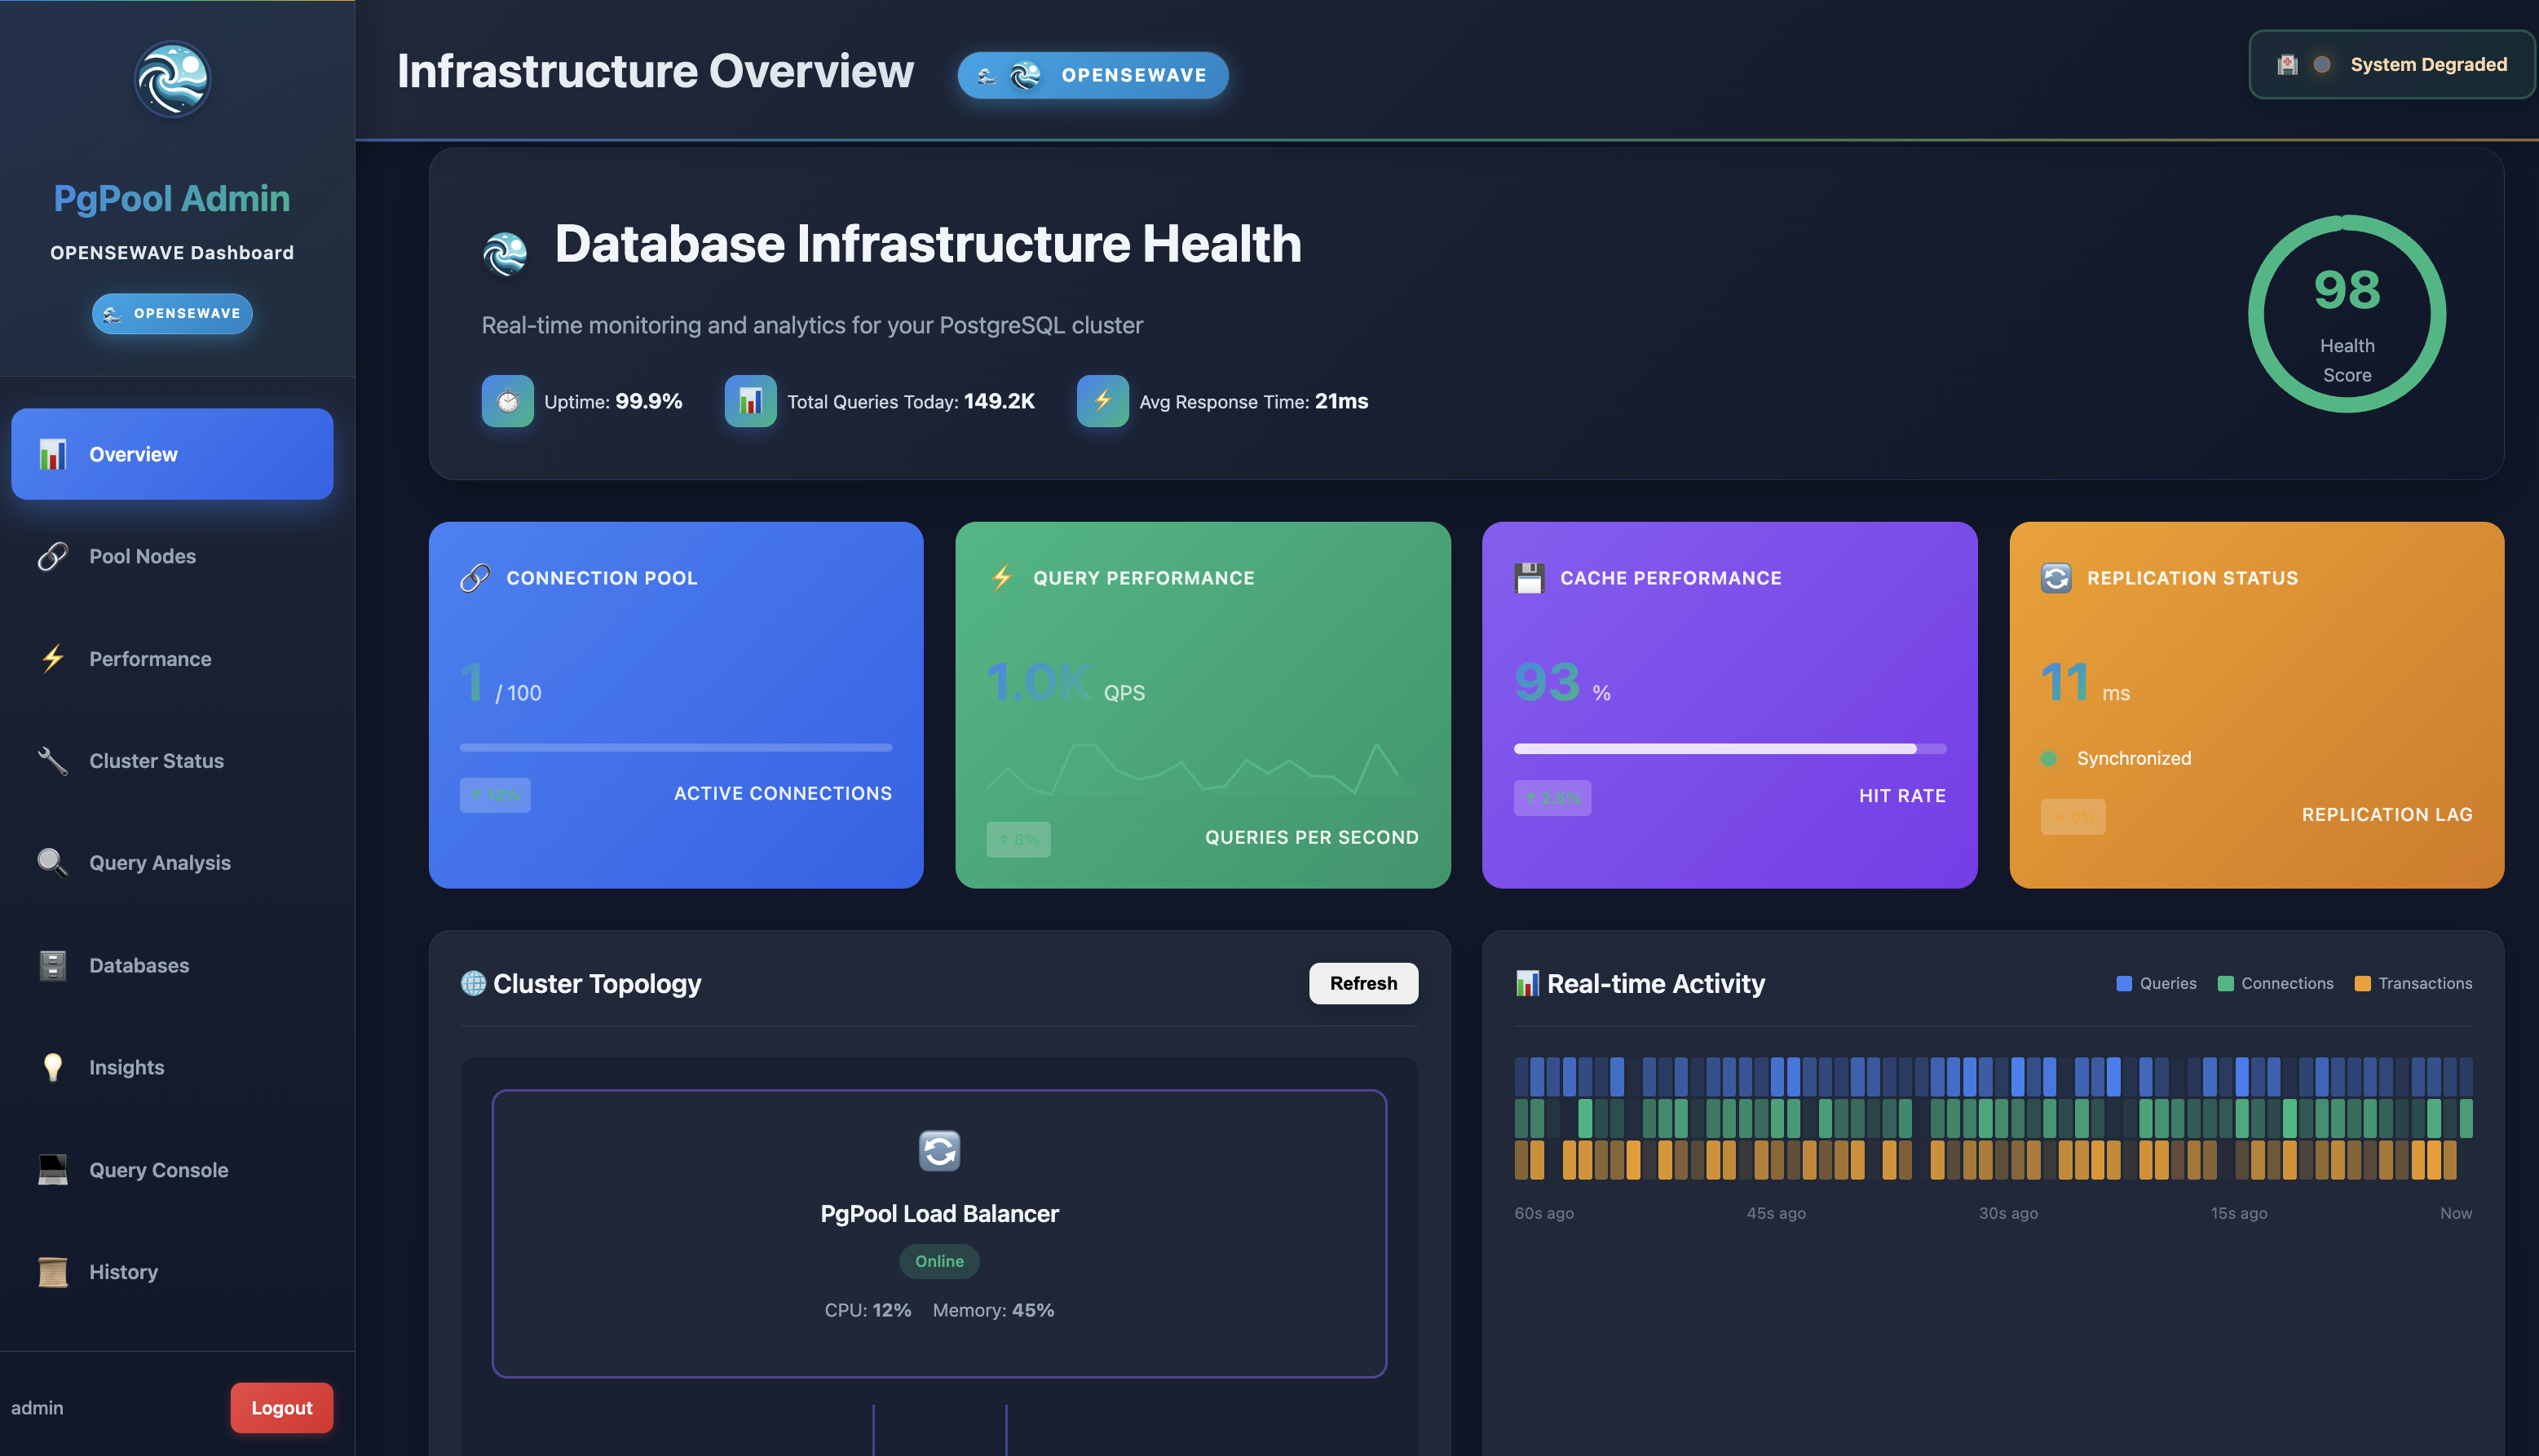 PgPool Admin
OPENSEWAVE Dashboard
OPENSEWAVE
Overview
Pool Nodes
Performance
Cluster Status
Query Analysis
Databases
Insights
Query Console
History
admin
Logout
Infrastructure Overview
OPENSEWAVE
System Degraded
Database Infrastructure Health
Real-time monitoring and analytics for your PostgreSQL cluster
Uptime: 99.9%
Total Queries Today: 149.2K
Avg Response Time: 21ms
98
Health
Score
CONNECTION POOL
1 / 100
↑ 12%
ACTIVE CONNECTIONS
QUERY PERFORMANCE
1.0K QPS
↑ 8%
QUERIES PER SECOND
CACHE PERFORMANCE
93 %
↑ 2.5%
HIT RATE
REPLICATION STATUS
11 ms
Synchronized
→ 0%
REPLICATION LAG
Cluster Topology
Refresh
PgPool Load Balancer
Online
CPU: 12% Memory: 45%
Real-time Activity
Queries
Connections
Transactions
60s ago
45s ago
30s ago
15s ago
Now